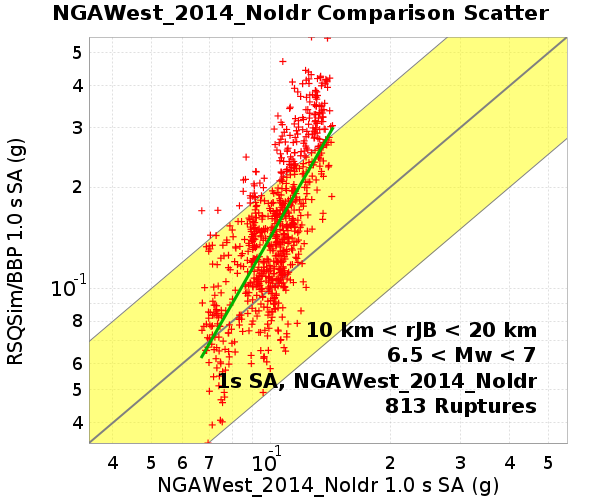 NGAWest_2014_NoIdr Comparison Scatter
RSQSim/BBP 1.0 s SA (g)
5
4
3
2
10⁻¹
8
6
5
4
10 km < rJB < 20 km
6.5 < Mw < 7
1s SA, NGAWest_2014_NoIdr
813 Ruptures
4 5 6 7 10⁻¹ 2 3 4 5
NGAWest_2014_NoIdr 1.0 s SA (g)